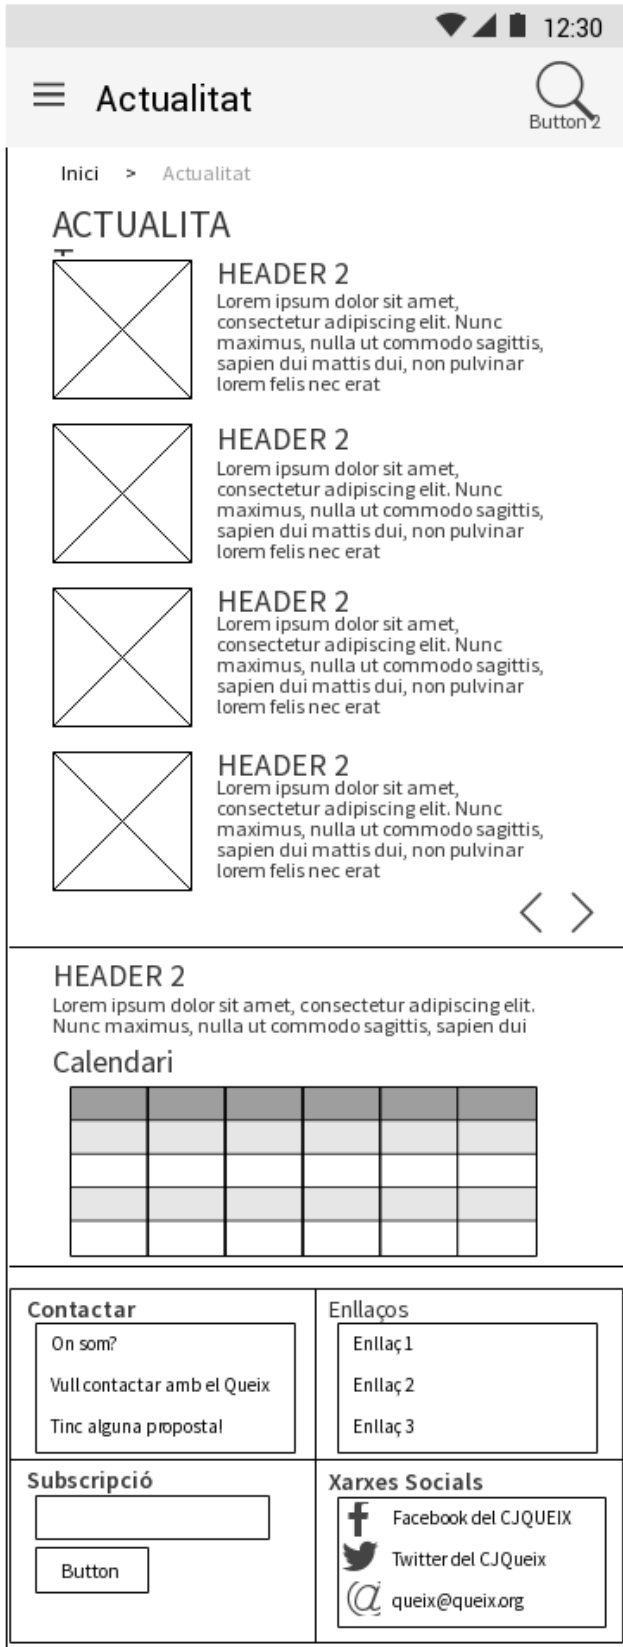 12:30
Actualitat
Button 2
Inici > Actualitat
ACTUALITA
T
HEADER 2
Lorem ipsum dolor sit amet,
consectetur adipiscing elit. Nunc
maximus, nulla ut commodo sagittis,
sapien dui mattis dui, non pulvinar
lorem felis nec erat
HEADER 2
Lorem ipsum dolor sit amet,
consectetur adipiscing elit. Nunc
maximus, nulla ut commodo sagittis,
sapien dui mattis dui, non pulvinar
lorem felis nec erat
HEADER 2
Lorem ipsum dolor sit amet,
consectetur adipiscing elit. Nunc
maximus, nulla ut commodo sagittis,
sapien dui mattis dui, non pulvinar
lorem felis nec erat
HEADER 2
Lorem ipsum dolor sit amet,
consectetur adipiscing elit. Nunc
maximus, nulla ut commodo sagittis,
sapien dui mattis dui, non pulvinar
lorem felis nec erat
HEADER 2
Lorem ipsum dolor sit amet, consectetur adipiscing elit.
Nunc maximus, nulla ut commodo sagittis, sapien dui
Calendari
Contactar
On som?
Vull contactar amb el Queix
Tinc alguna proposta!
Enllaços
Enllaç 1
Enllaç 2
Enllaç 3
Subscripció
Button
Xarxes Socials
Facebook del CJQUEIX
Twitter del CJQueix
queix@queix.org